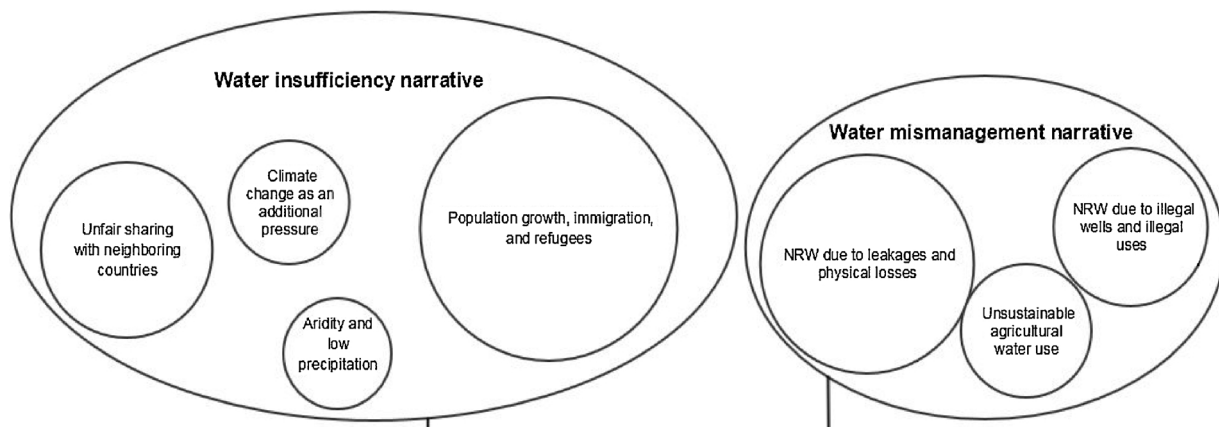 Water insufficiency narrative
Unfair sharing
with neighboring
countries
Climate
change as an
additional
pressure
Aridity and
low
precipitation
Population growth, immigration,
and refugees
Water mismanagement narrative
NRW due to leakages and
physical losses
Unsustainable
agricultural
water use
NRW due to illegal
wells and illegal
uses